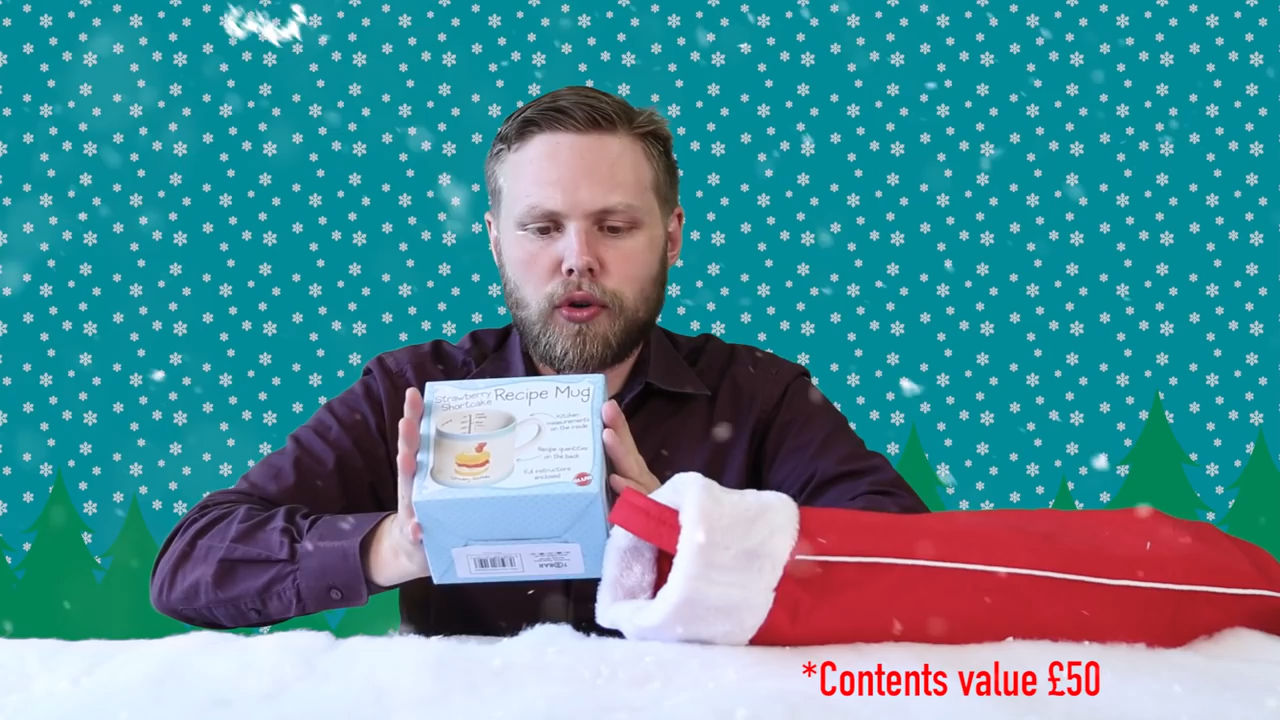 Strawberry
Shortcake
Recipe Mug
kitchen
measurements
on the inside
Recipe quantities
on the back
Full instructions
enclosed
*Contents value £50